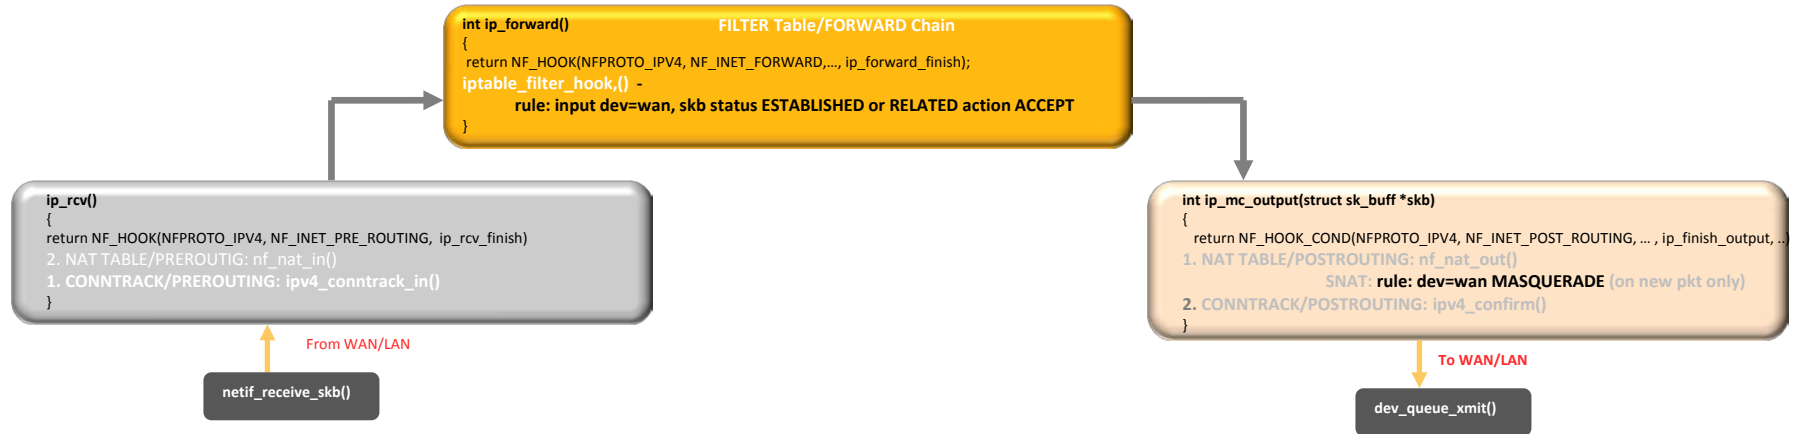 int ip_forward() FILTER Table/FORWARD Chain
{
return NF_HOOK(NFPROTO_IPV4, NF_INET_FORWARD,..., ip_forward_finish);
iptable_filter_hook,() -
rule: input dev=wan, skb status ESTABLISHED or RELATED action ACCEPT
}
ip_rcv()
{
return NF_HOOK(NFPROTO_IPV4, NF_INET_PRE_ROUTING, ip_rcv_finish)
2. NAT TABLE/PREROUTIG: nf_nat_in()
1. CONNTRACK/PREROUTING: ipv4_conntrack_in()
}
From WAN/LAN
netif_receive_skb()
int ip_mc_output(struct sk_buff *skb)
{
return NF_HOOK_COND(NFPROTO_IPV4, NF_INET_POST_ROUTING, ... , ip_finish_output, ..)
1. NAT TABLE/POSTROUTING: nf_nat_out()
SNAT: rule: dev=wan MASQUERADE (on new pkt only)
2. CONNTRACK/POSTROUTING: ipv4_confirm()
}
To WAN/LAN
dev_queue_xmit()